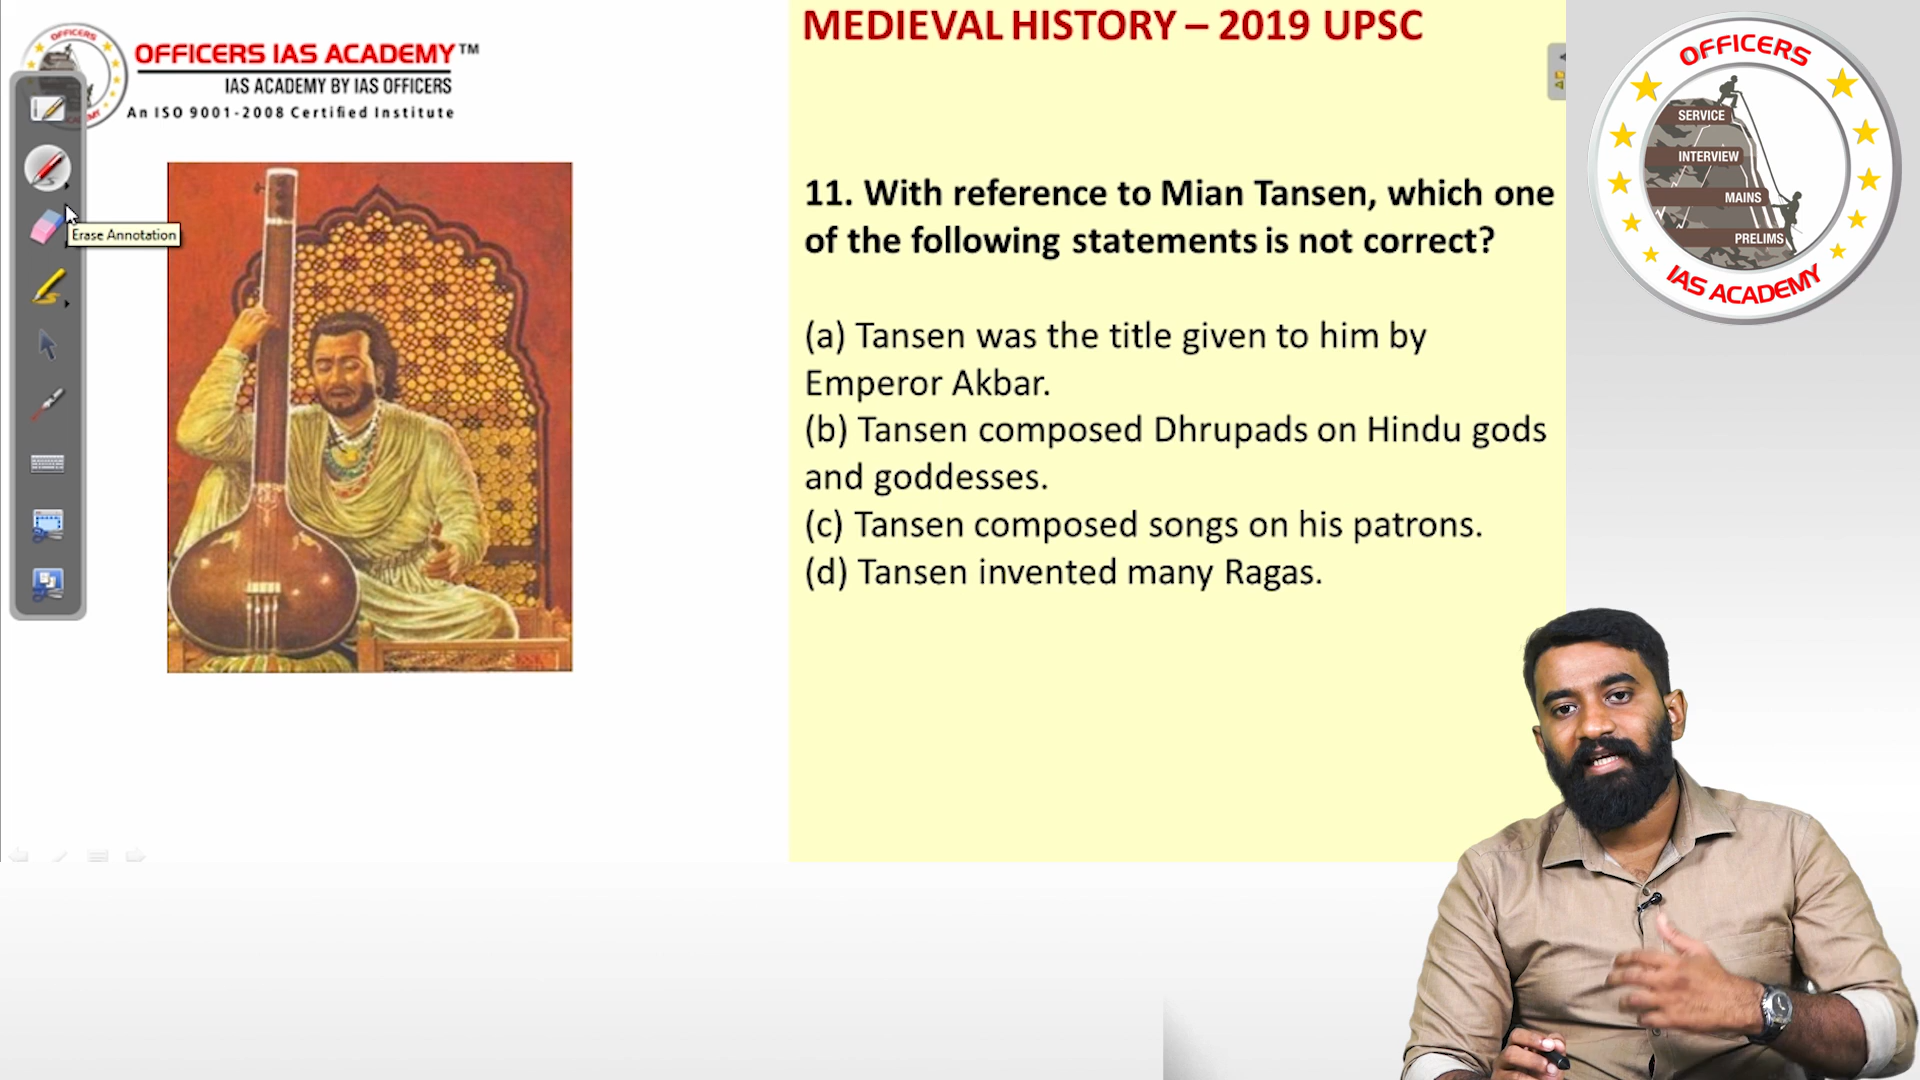 OFFICERS
OFFICERS IAS ACADEMY™
IAS ACADEMY BY IAS OFFICERS
An ISO 9001-2008 Certified Institute
Erase Annotation
MEDIEVAL HISTORY – 2019 UPSC
11. With reference to Mian Tansen, which one
of the following statements is not correct?
(a) Tansen was the title given to him by
Emperor Akbar.
(b) Tansen composed Dhrupads on Hindu gods
and goddesses.
(c) Tansen composed songs on his patrons.
(d) Tansen invented many Ragas.
OFFICERS
SERVICE
INTERVIEW
MAINS
PRELIMS
IAS ACADEMY